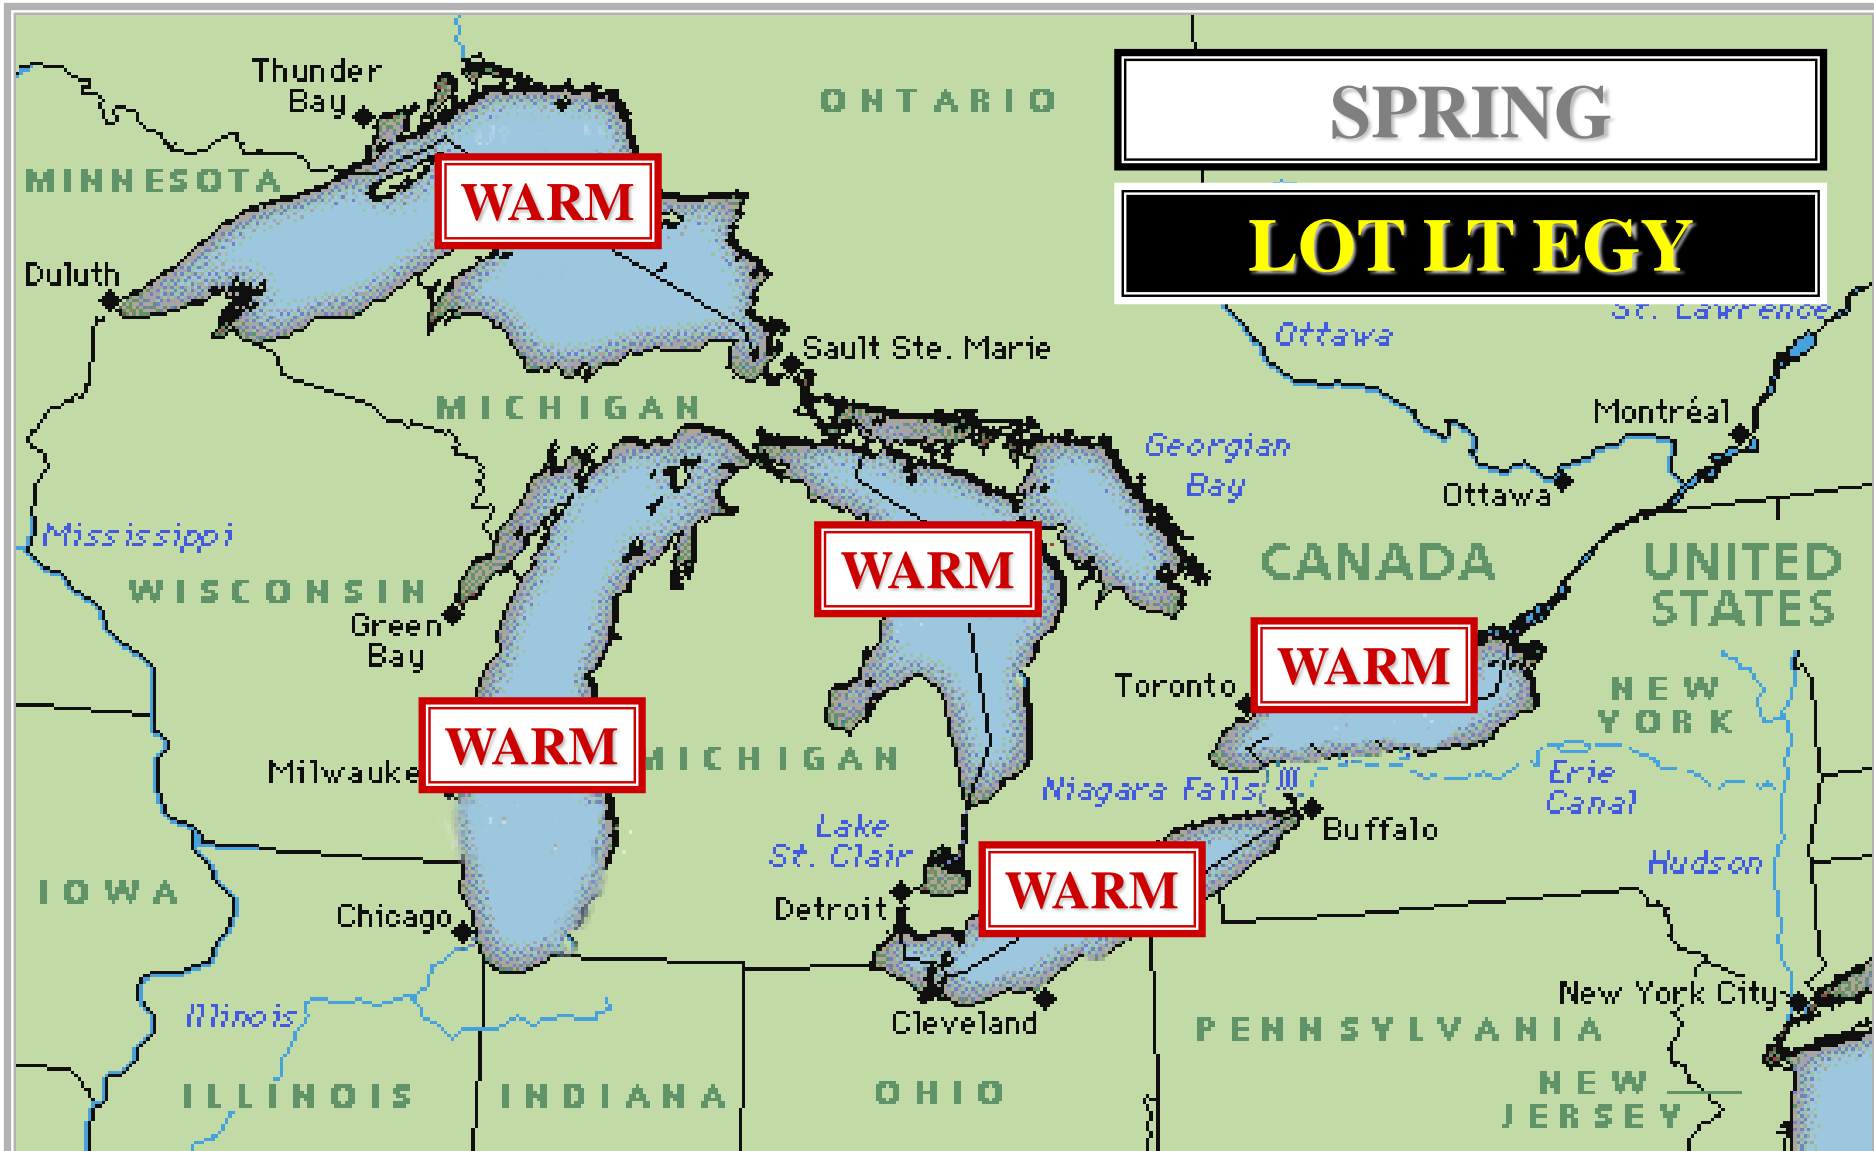 Thunder
Bay
ONTARIO
SPRING
MINNESOTA
WARM
LOT LT EGY
Duluth
St. Lawrence
Ottawa
Sault Ste. Marie
MICHIGAN
Montréal
Georgian
Bay
Ottawa
Mississippi
WARM
CANADA
UNITED
STATES
WISCONSIN
Green
Bay
WARM
Toronto
NEW
YORK
WARM
MICHIGAN
Milwauke
Niagara Falls
Erie
Canal
Lake
St. Clair
Buffalo
Hudson
IOWA
WARM
Chicago
Detroit
New York City
Illinois
Cleveland
PENNSYLVANIA
ILLINOIS
INDIANA
OHIO
NEW
JERSEY